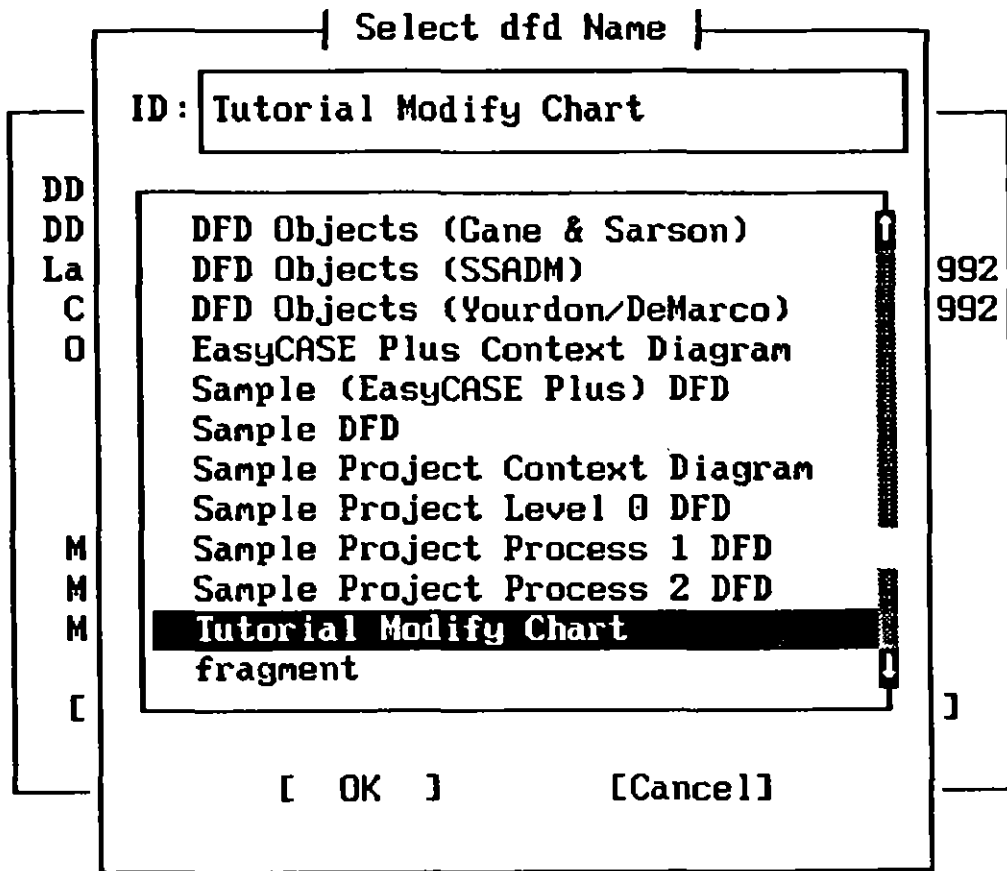 Select dfd Name
ID: Tutorial Modify Chart
DD
DD DFD Objects (Gane & Sarson)
La DFD Objects (SSADM) 992
C DFD Objects (Yourdon/DeMarco) 992
O EasyCASE Plus Context Diagram
Sample (EasyCASE Plus) DFD
Sample DFD
Sample Project Context Diagram
Sample Project Level 0 DFD
M Sample Project Process 1 DFD
M Sample Project Process 2 DFD
M Tutorial Modify Chart
fragment
[ ]
[ OK ] [Cancel]